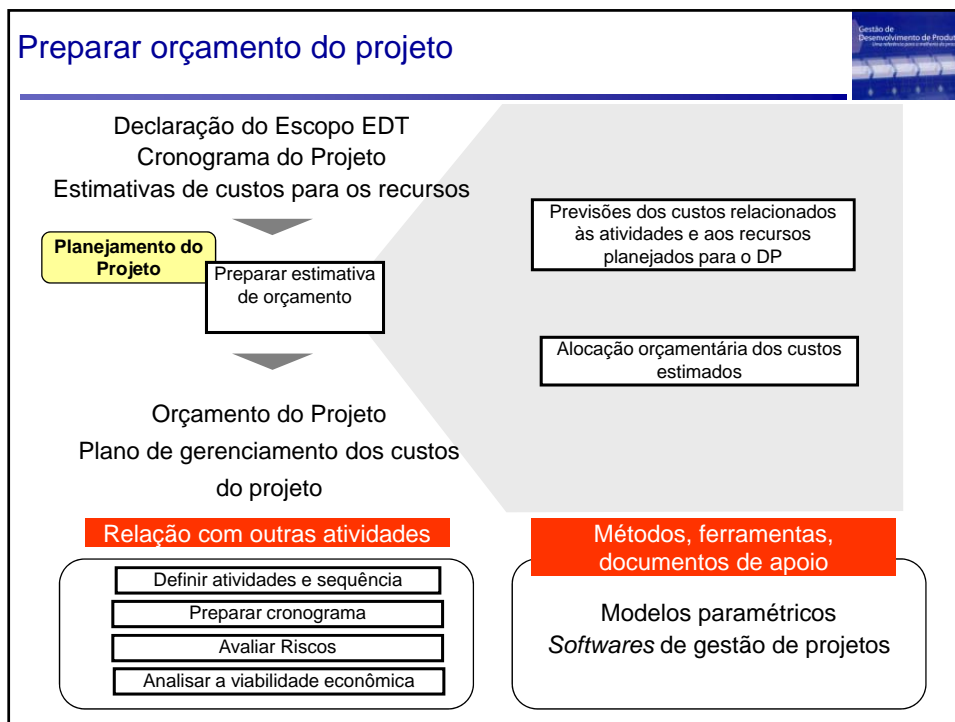 Preparar orçamento do projeto
Gestão de
Desenvolvimento de Produt
Declaração do Escopo EDT
Cronograma do Projeto
Estimativas de custos para os recursos
Planejamento do
Projeto
Preparar estimativa
de orçamento
Previsões dos custos relacionados
às atividades e aos recursos
planejados para o DP
Alocação orçamentária dos custos
estimados
Orçamento do Projeto
Plano de gerenciamento dos custos
do projeto
Relação com outras atividades
Definir atividades e sequência
Preparar cronograma
Avaliar Riscos
Analisar a viabilidade econômica
Métodos, ferramentas,
documentos de apoio
Modelos paramétricos
Softwares de gestão de projetos